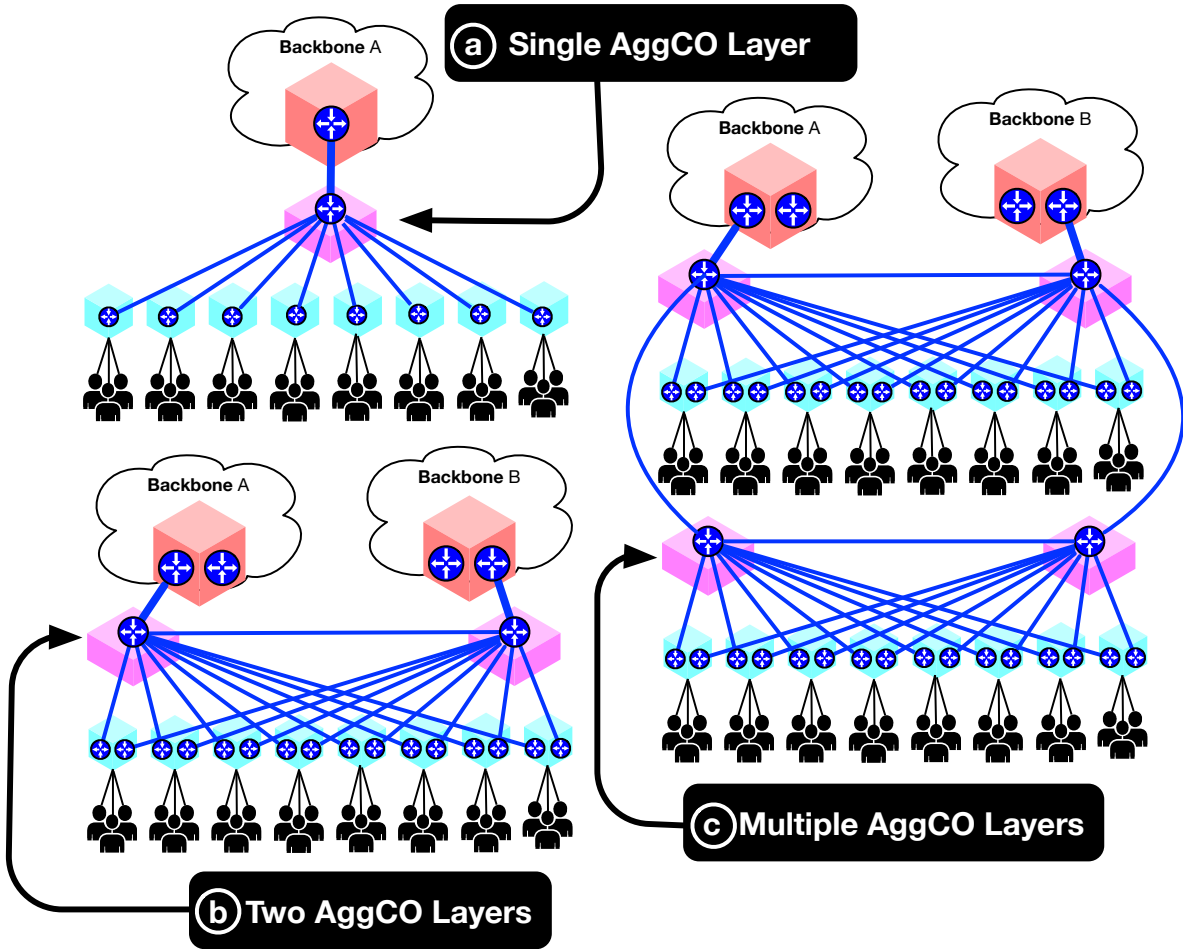 Backbone A
a Single AggCO Layer
Backbone A
Backbone B
Backbone A
Backbone B
c Multiple AggCO Layers
b Two AggCO Layers